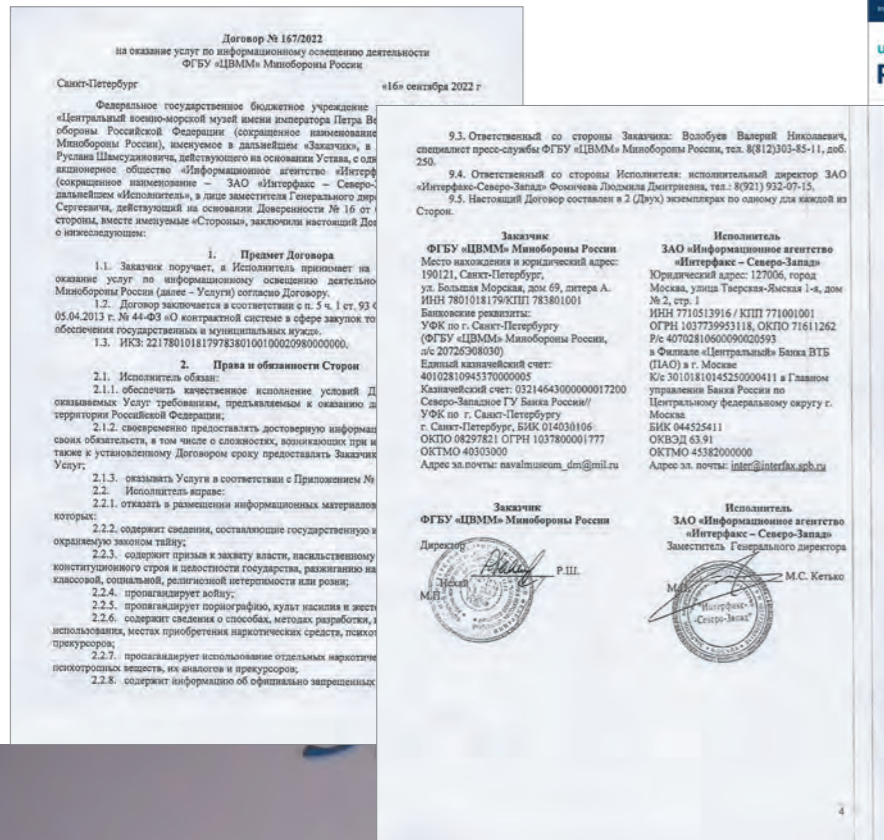 Договор № 167/2022
на оказание услуг по информационному освещению деятельности
ФГБУ «ЦВММ» Минобороны России
Санкт-Петербург «16» сентября 2022 г
Федеральное государственное бюджетное учреждение
«Центральный военно-морской музей имени императора Петра Ве
обороны Российской Федерации (сокращенное наименование
Минобороны России), именуемое в дальнейшем «Заказчик», в
Руслана Шамсудиновича, действующего на основании Устава, с одн
акционерное общество «Информационное агентство «Интерф
(сокращенное наименование – ЗАО «Интерфакс – Северо-З
дальнейшем «Исполнитель», в лице заместителя Генерального дире
Сергеевича, действующий на основании Доверенности № 16 от
стороны, вместе именуемые «Стороны», заключили настоящий Дог
о нижеследующем:
1. Предмет Договора
1.1. Заказчик поручает, а Исполнитель принимает на
оказание услуг по информационному освещению деятельно
Минобороны России (далее – Услуги) согласно Договору.
1.2. Договор заключается в соответствии с п. 5 ч. 1 ст. 93 Ф
05.04.2013 г. № 44-ФЗ «О контрактной системе в сфере закупок то
обеспечения государственных и муниципальных нужд».
1.3. ИКЗ: 221780101817978380100100020980000000.
2. Права и обязанности Сторон
2.1. Исполнитель обязан:
2.1.1. обеспечить качественное исполнение условий Д
оказываемых Услуг требованиям, предъявляемым к оказанию д
территории Российской Федерации;
2.1.2. своевременно предоставлять достоверную информац
своих обязательств, в том числе о сложностях, возникающих при и
также к установленному Договором сроку предоставлять Заказчик
Услуг;
2.1.3. оказывать Услуги в соответствии с Приложением №
2.2. Исполнитель вправе:
2.2.1. отказать в размещении информационных материалов
которых:
2.2.2. содержит сведения, составляющие государственную и
охраняемую законом тайну;
2.2.3. содержит призыв к захвату власти, насильственному
конституционного строя и целостности государства, разжиганию на
классовой, социальной, религиозной нетерпимости или розни;
2.2.4. пропагандирует войну;
2.2.5. пропагандирует порнографию, культ насилия и жест
2.2.6. содержит сведения о способах, методах разработки,
использования, местах приобретения наркотических средств, психот
прекурсоров;
2.2.7. пропагандирует использование отдельных наркотиче
психотропных веществ, их аналогов и прекурсоров;
2.2.8. содержит информацию об официально запрещенных
9.3. Ответственный со стороны Заказчика: Волобуев Валерий Николаевич,
специалист пресс-службы ФГБУ «ЦВММ» Минобороны России, тел. 8(812)303-85-11, доб.
250.
9.4. Ответственный со стороны Исполнителя: исполнительный директор ЗАО
«Интерфакс-Северо-Запад» Фомичева Людмила Дмитриевна, тел.: 8(921) 932-07-15.
9.5. Настоящий Договор составлен в 2 (Двух) экземплярах по одному для каждой из
Сторон.
Заказчик
ФГБУ «ЦВММ» Минобороны России
Место нахождения и юридический адрес:
190121, Санкт-Петербург,
ул. Большая Морская, дом 69, литера А.
ИНН 7801018179/КПП 783801001
Банковские реквизиты:
УФК по г. Санкт-Петербургу
(ФГБУ «ЦВММ» Минобороны России,
л/с 20726З08030)
Единый казначейский счет:
40102810945370000005
Казначейский счет: 03214643000000017200
Северо-Западное ГУ Банка России//
УФК по г. Санкт-Петербургу
г. Санкт-Петербург, БИК 014030106
ОКПО 08297821 ОГРН 1037800001777
ОКТМО 40303000
Адрес эл.почты: navalmuseum_dm@mil.ru
Исполнитель
ЗАО «Информационное агентство
«Интерфакс – Северо-Запад»
Юридический адрес: 127006, город
Москва, улица Тверская-Ямская 1-я, дом
№ 2, стр. 1
ИНН 7710513916 / КПП 771001001
ОГРН 1037739953118, ОКПО 71611262
Р/с 40702810600090020593
в Филиале «Центральный» Банка ВТБ
(ПАО) в г. Москве
К/с 30101810145250000411 в Главном
управлении Банка России по
Центральному федеральному округу г.
Москва
БИК 044525411
ОКВЭД 63.91
ОКТМО 45382000000
Адрес эл. почты: inter@interfax.spb.ru
Заказчик
ФГБУ «ЦВММ» Минобороны России
Директор
Р.Ш.
Нехай
М.П.
Исполнитель
ЗАО «Информационное агентство
«Интерфакс – Северо-Запад»
Заместитель Генерального директора
М.С. Кетько
М.П.
"Интерфакс-
-Северо-Запад"
4